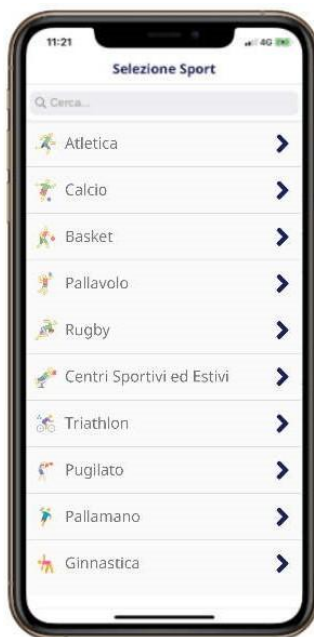 11:21
4G
Selezione Sport
Cerca...
Atletica
Calcio
Basket
Pallavolo
Rugby
Centri Sportivi ed Estivi
Triathlon
Pugilato
Pallamano
Ginnastica